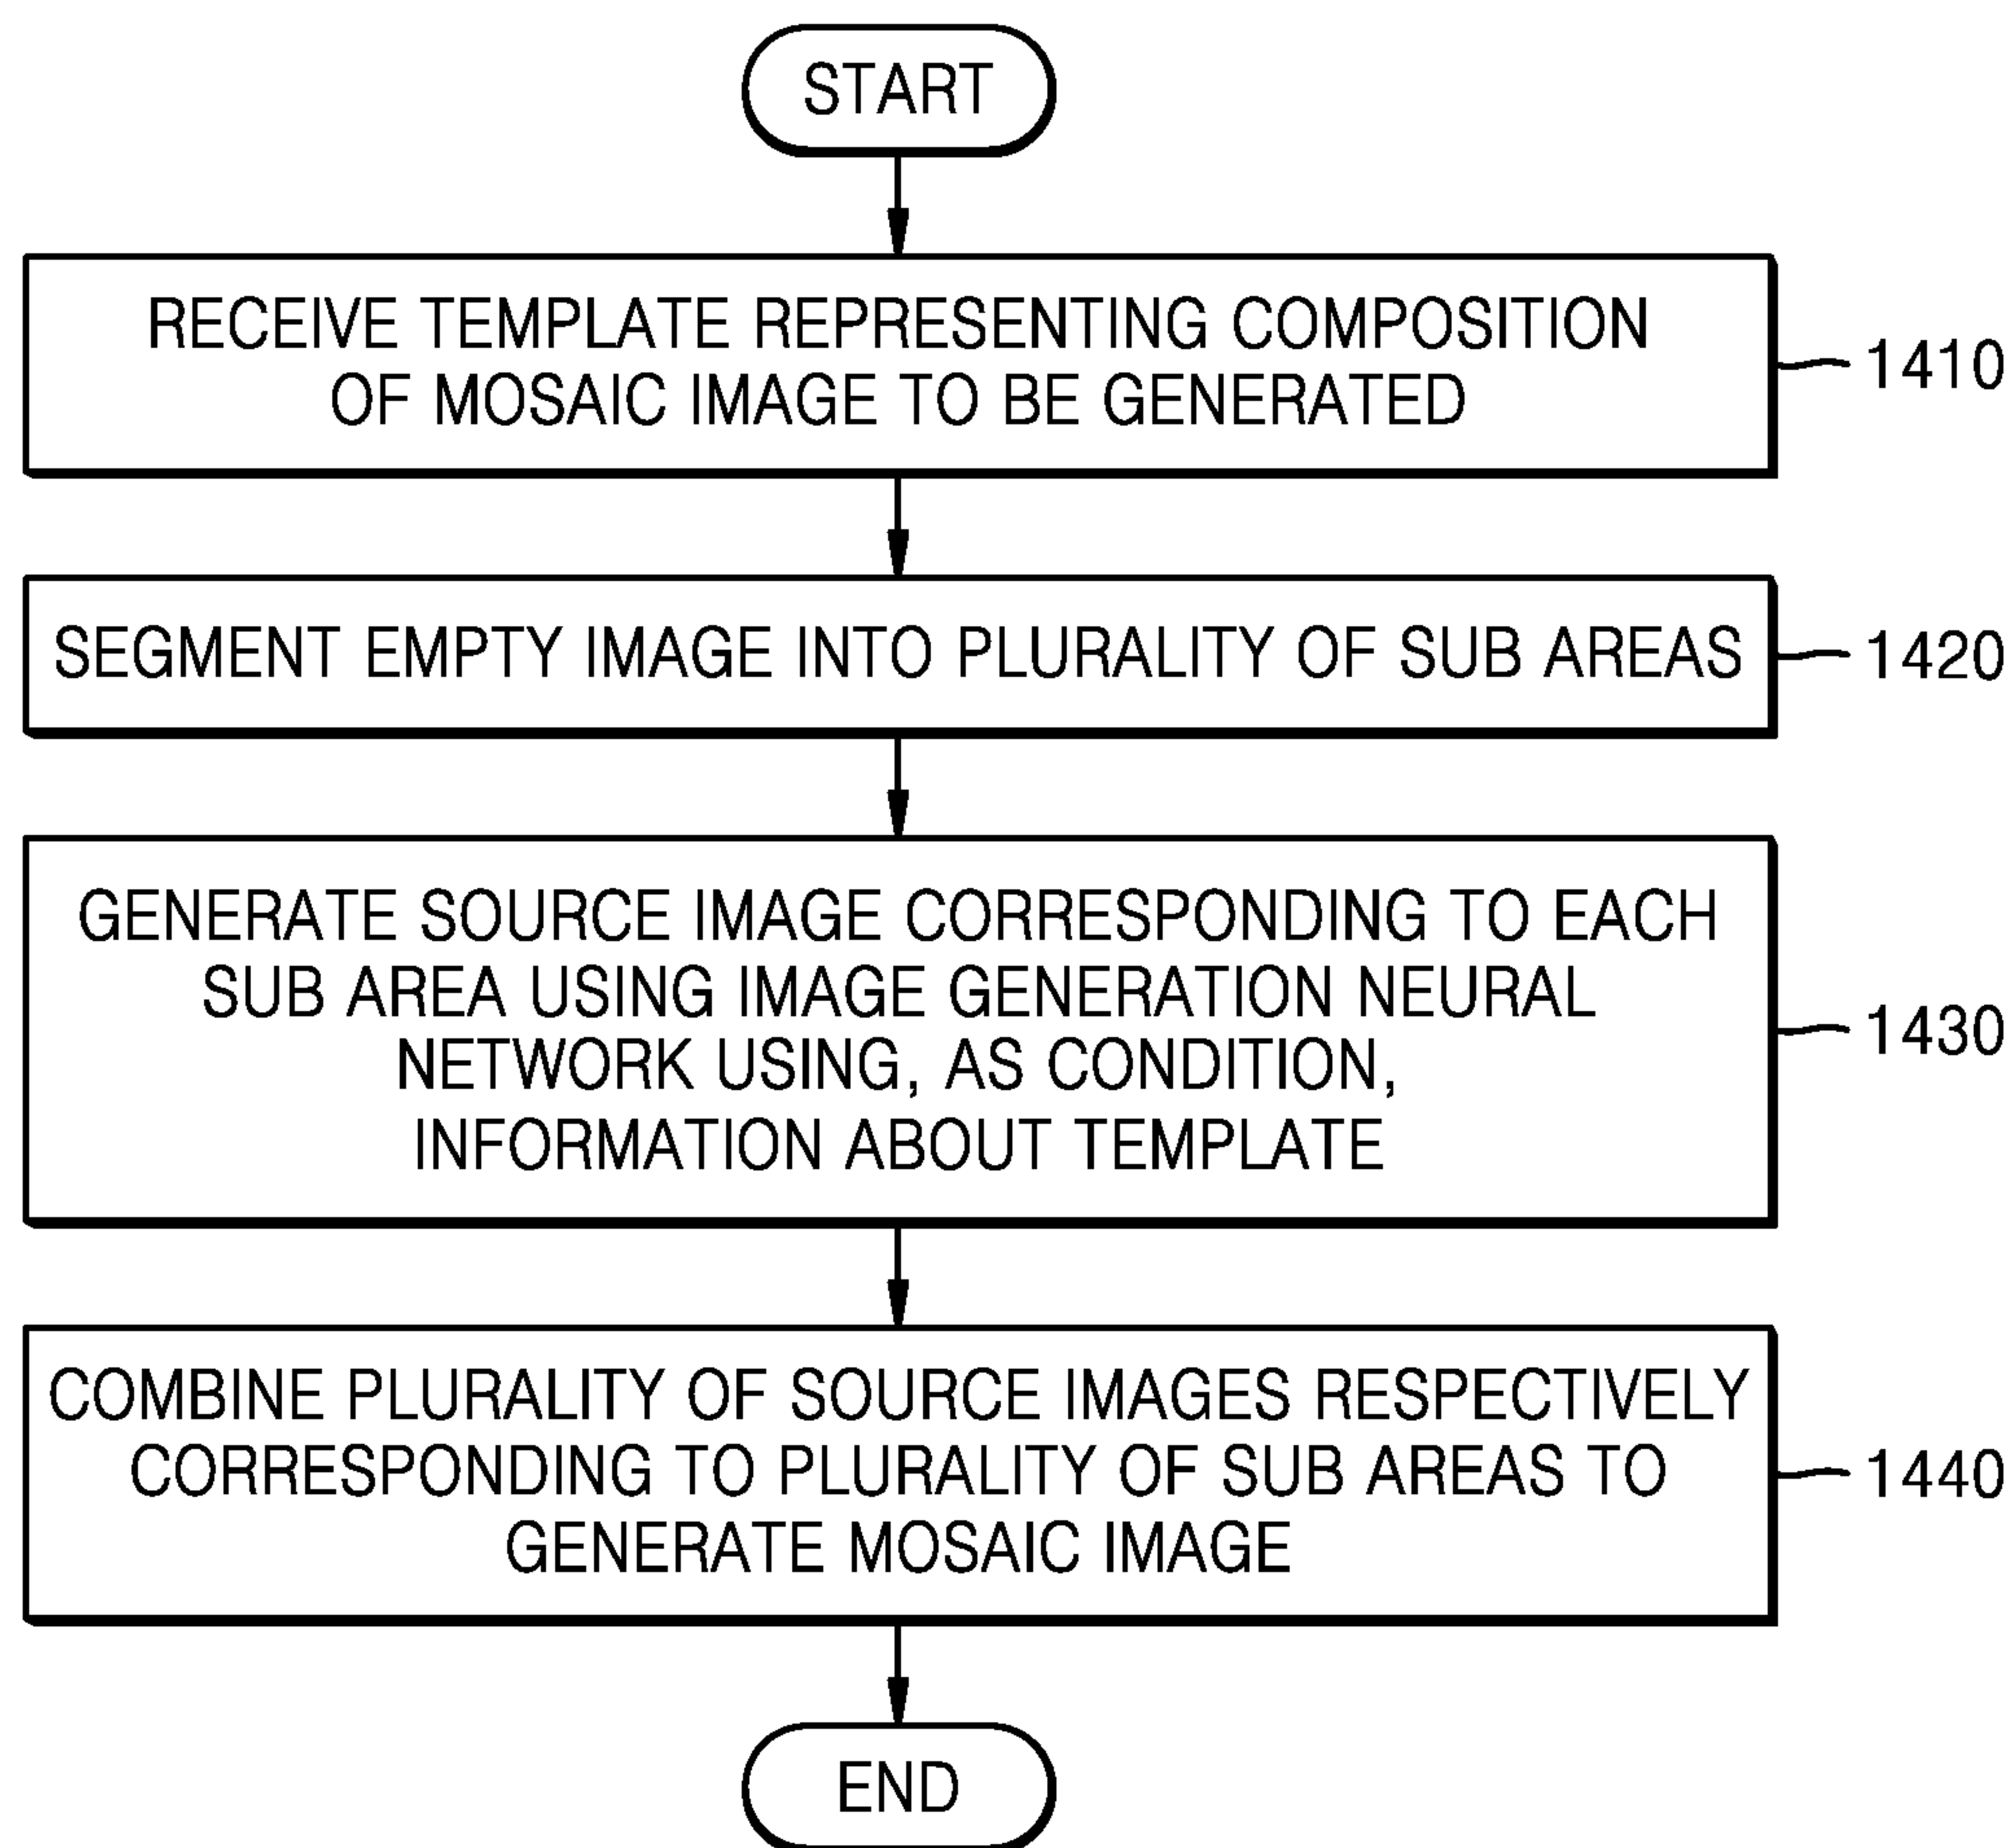 START
RECEIVE TEMPLATE REPRESENTING COMPOSITION
OF MOSAIC IMAGE TO BE GENERATED
1410
SEGMENT EMPTY IMAGE INTO PLURALITY OF SUB AREAS
1420
GENERATE SOURCE IMAGE CORRESPONDING TO EACH
SUB AREA USING IMAGE GENERATION NEURAL
NETWORK USING, AS CONDITION,
INFORMATION ABOUT TEMPLATE
1430
COMBINE PLURALITY OF SOURCE IMAGES RESPECTIVELY
CORRESPONDING TO PLURALITY OF SUB AREAS TO
GENERATE MOSAIC IMAGE
1440
END